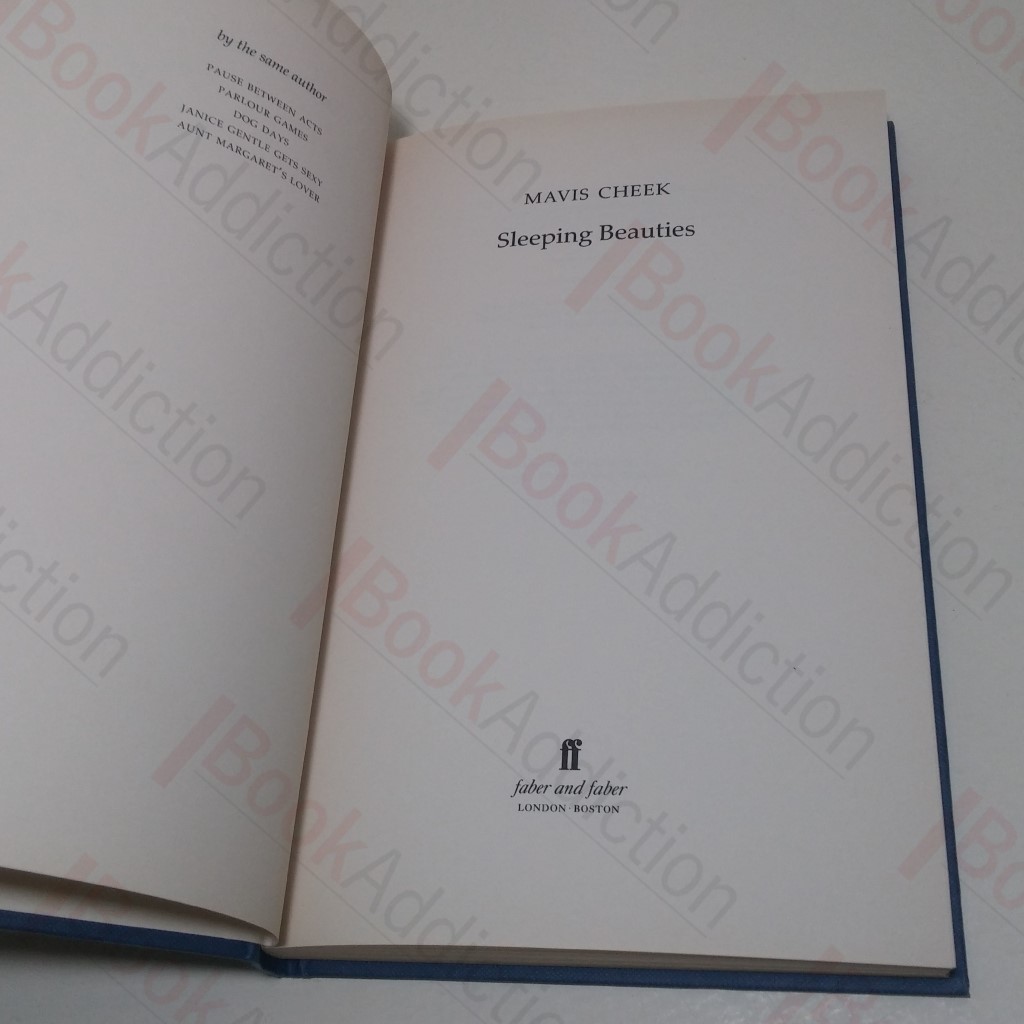 by the same author
PAUSE BETWEEN ACTS
PARLOUR GAMES
DOG DAYS
JANICE GENTLE GETS SEXY
AUNT MARGARET'S LOVER
MAVIS CHEEK
Sleeping Beauties
ff
faber and faber
LONDON · BOSTON
BookAddiction